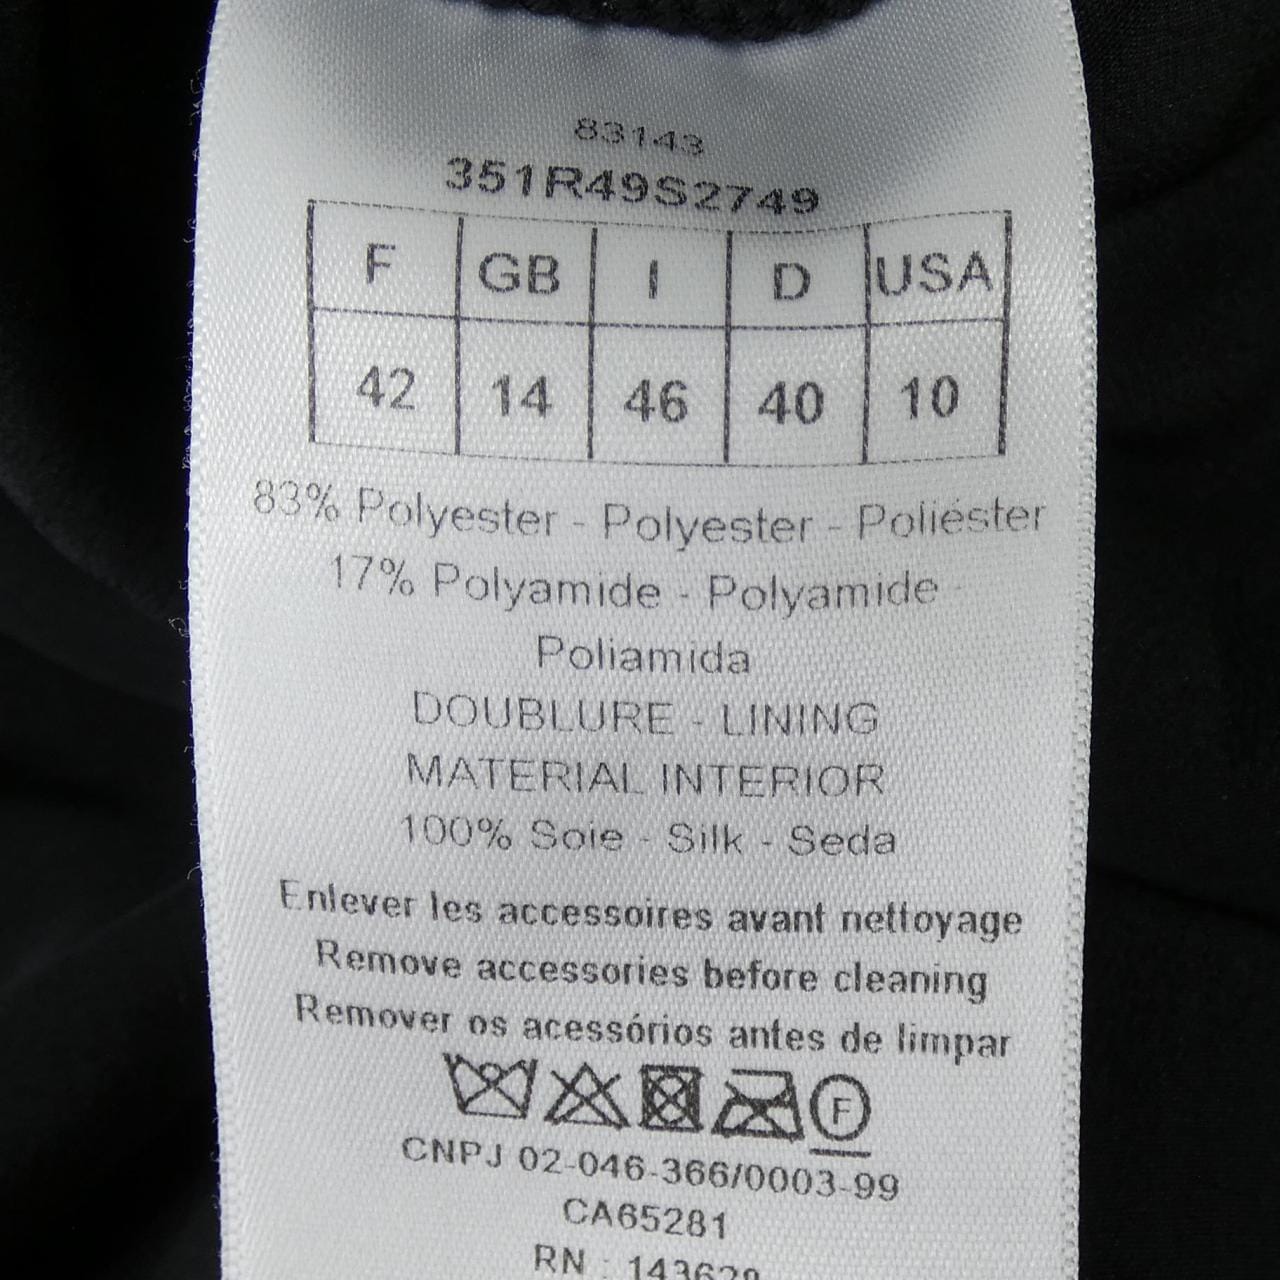 83143
351R49S2749
F GB I D USA
42 14 46 40 10
83% Polyester - Polyester - Poliéster
17% Polyamide - Polyamide -
Poliamida
DOUBLURE - LINING
MATERIAL INTERIOR
100% Soie - Silk - Seda
Enlever les accessoires avant nettoyage
Remove accessories before cleaning
Remover os acessórios antes de limpar
F
CNPJ 02-046-366/0003-99
CA65281
RN : 143628